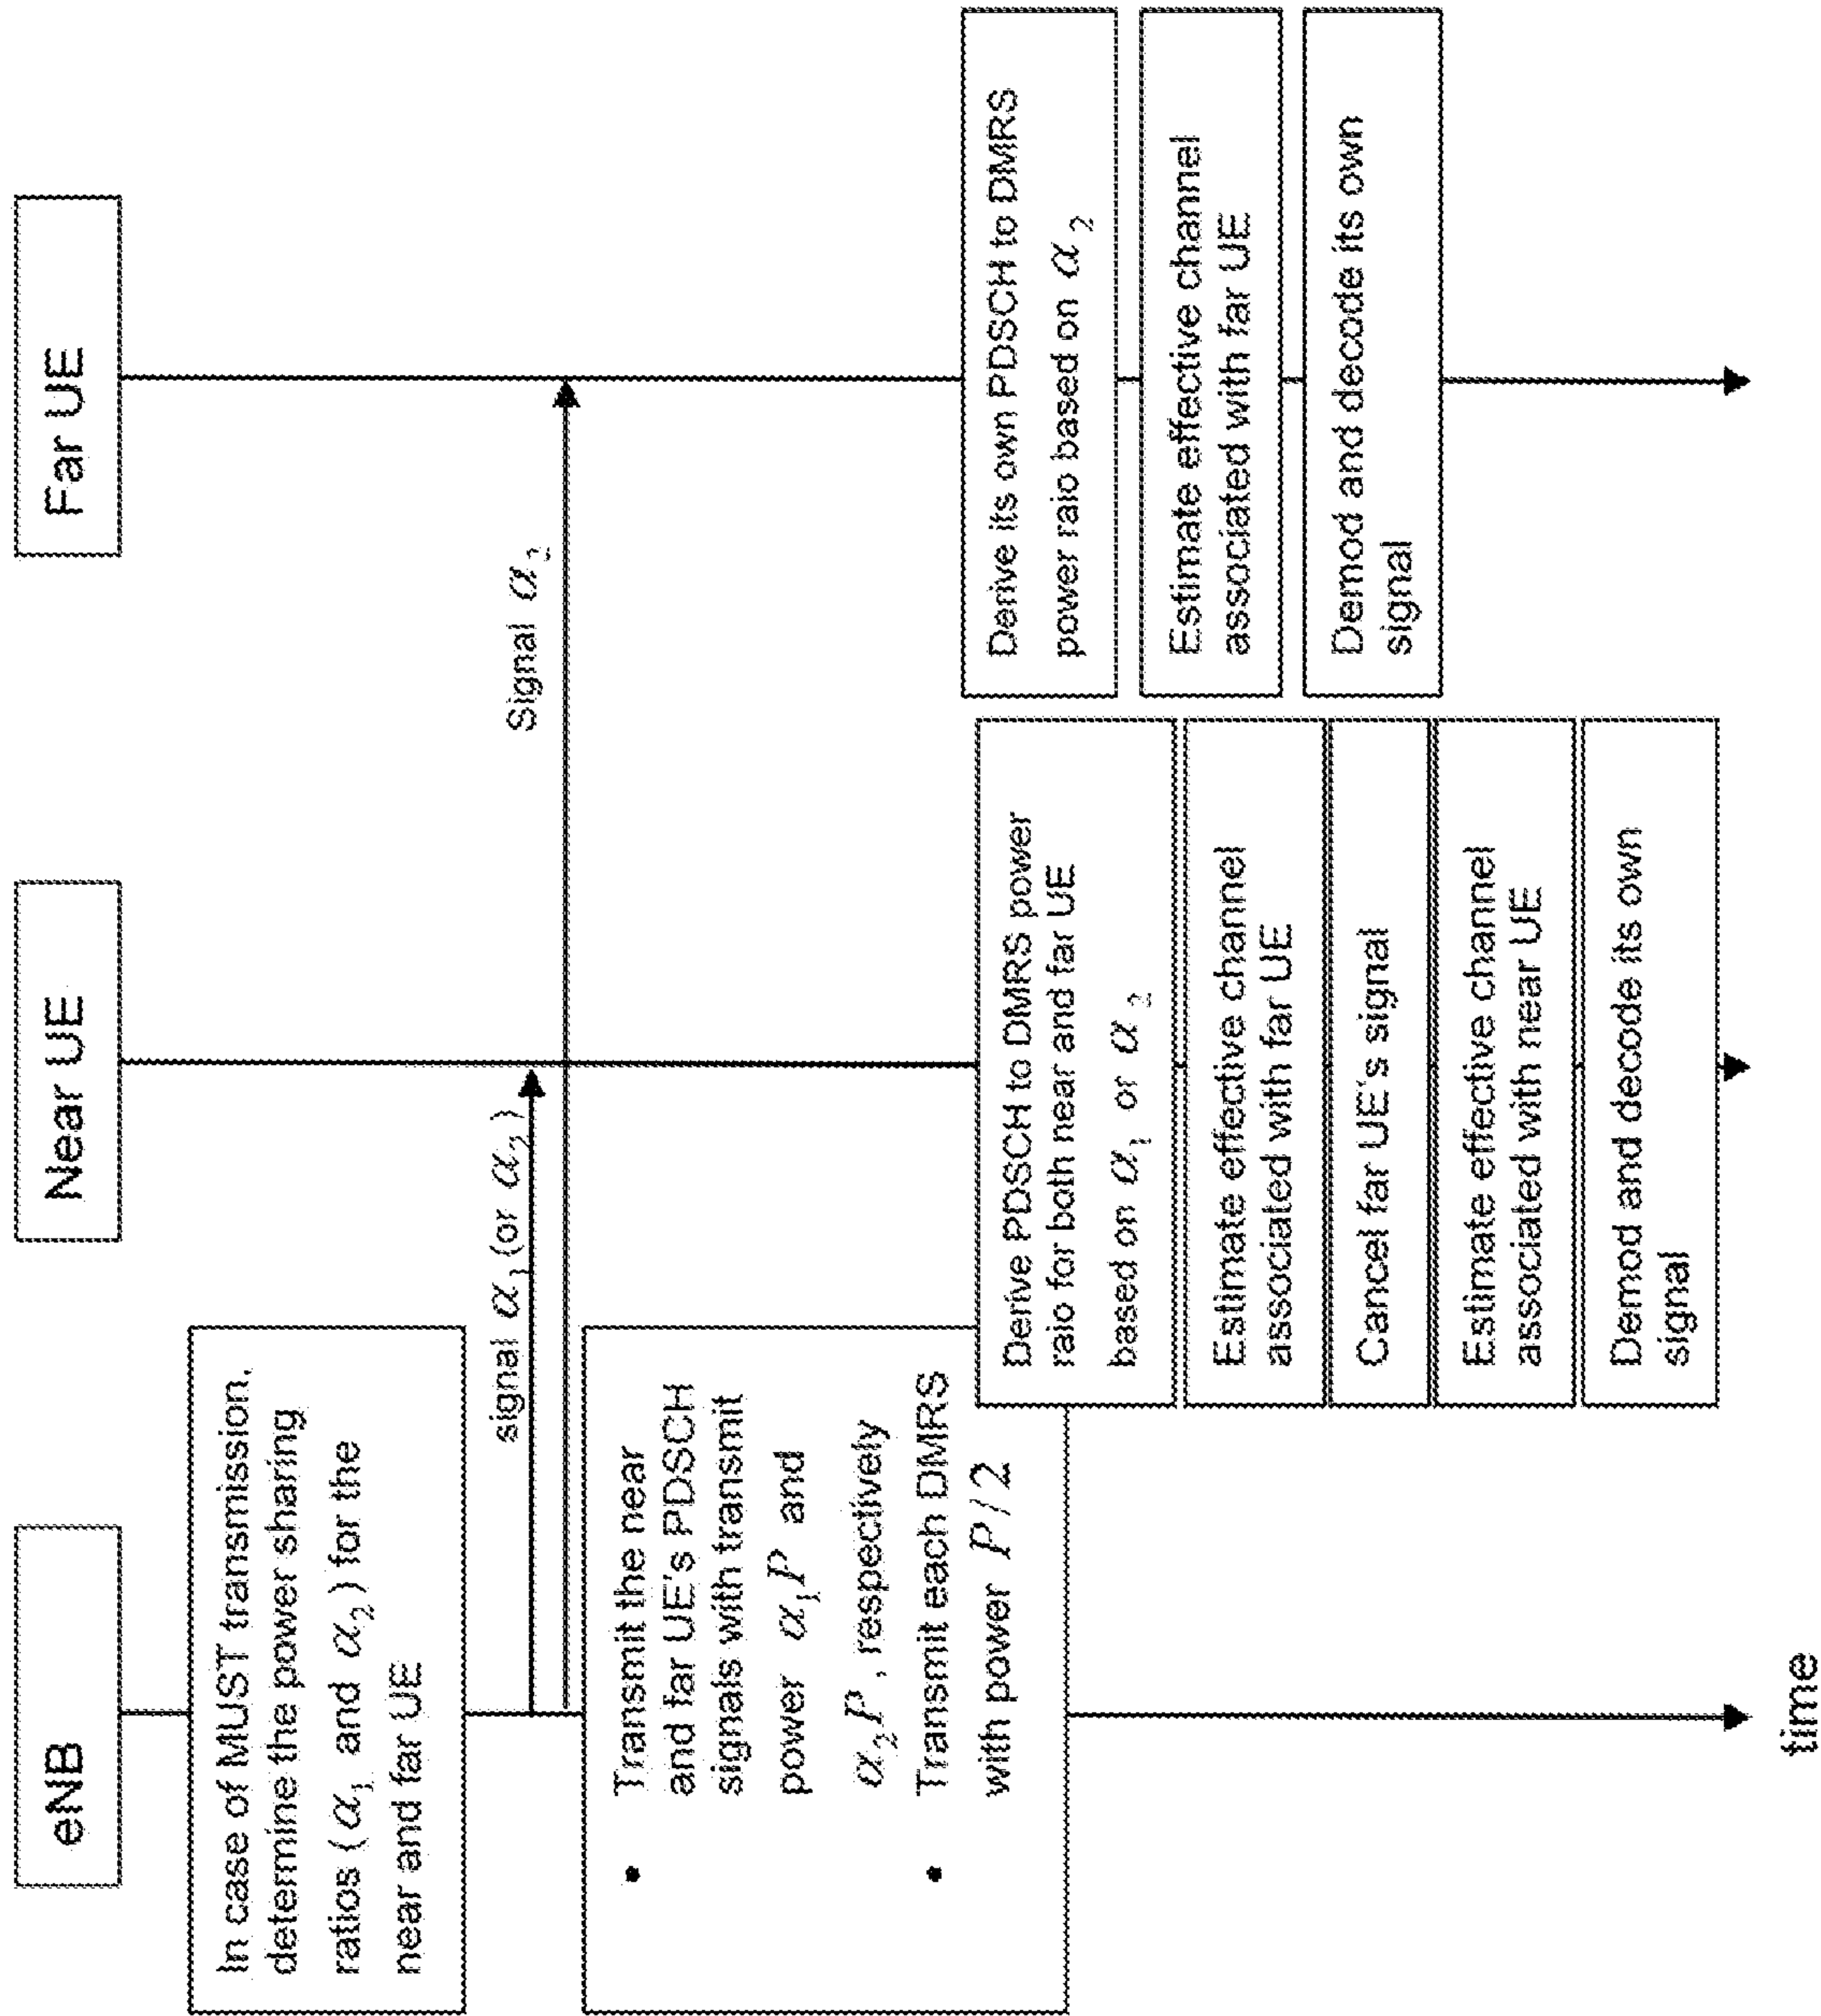 eNB
Near UE
Far UE
In case of MUST transmission,
determine the power sharing
ratios (α₁ and α₂) for the
near and far UE
signal α₁ (or α₂)
Signal α₂
• Transmit the near
and far UE's PDSCH
signals with transmit
power α₁P and
α₂P, respectively
• Transmit each DMRS
with power P/2
Derive PDSCH to DMRS power
raio for both near and far UE
based on α₁ or α₂
Estimate effective channel
associated with far UE
Cancel far UE's signal
Estimate effective channel
associated with near UE
Demod and decode its own
signal
Derive its own PDSCH to DMRS
power raio based on α₂
Estimate effective channel
associated with far UE
Demod and decode its own
signal
time